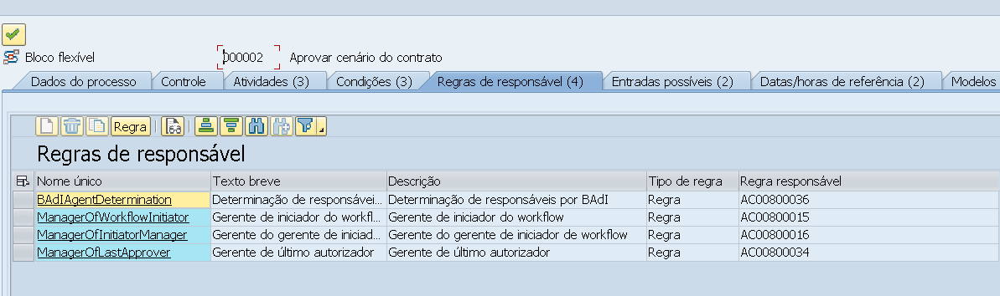 Bloco flexível 000002 Aprovar cenário do contrato
Dados do processo Controle Atividades (3) Condições (3) Regras de responsável (4) Entradas possíveis (2) Datas/horas de referência (2) Modelos
Regra
Regras de responsável
Nome único Texto breve Descrição Tipo de regra Regra responsável
BAdIAgentDetermination Determinação de responsávei... Determinação de responsáveis por BAdI Regra AC00800036
ManagerOfWorkflowInitiator Gerente de iniciador do workfl... Gerente de iniciador do workflow Regra AC00800015
ManagerOfInitiatorManager Gerente do gerente de iniciad... Gerente do gerente de iniciador de workflow Regra AC00800016
ManagerOfLastApprover Gerente de último autorizador Gerente de último autorizador Regra AC00800034